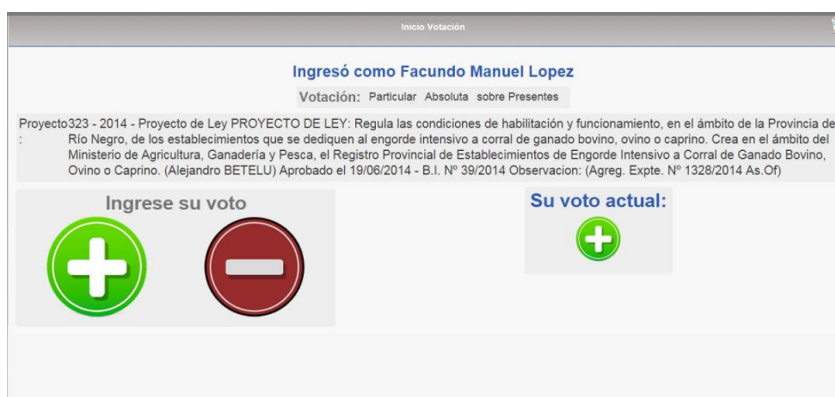 Inicio Votación
Ingresó como Facundo Manuel Lopez
Votación: Particular Absoluta sobre Presentes
Proyecto 323 - 2014 - Proyecto de Ley PROYECTO DE LEY: Regula las condiciones de habilitación y funcionamiento, en el ámbito de la Provincia de
: Río Negro, de los establecimientos que se dediquen al engorde intensivo a corral de ganado bovino, ovino o caprino. Crea en el ámbito del
Ministerio de Agricultura, Ganadería y Pesca, el Registro Provincial de Establecimientos de Engorde Intensivo a Corral de Ganado Bovino,
Ovino o Caprino. (Alejandro BETELU) Aprobado el 19/06/2014 - B.I. Nº 39/2014 Observacion: (Agreg. Expte. Nº 1328/2014 As.Of)
Ingrese su voto
Su voto actual: